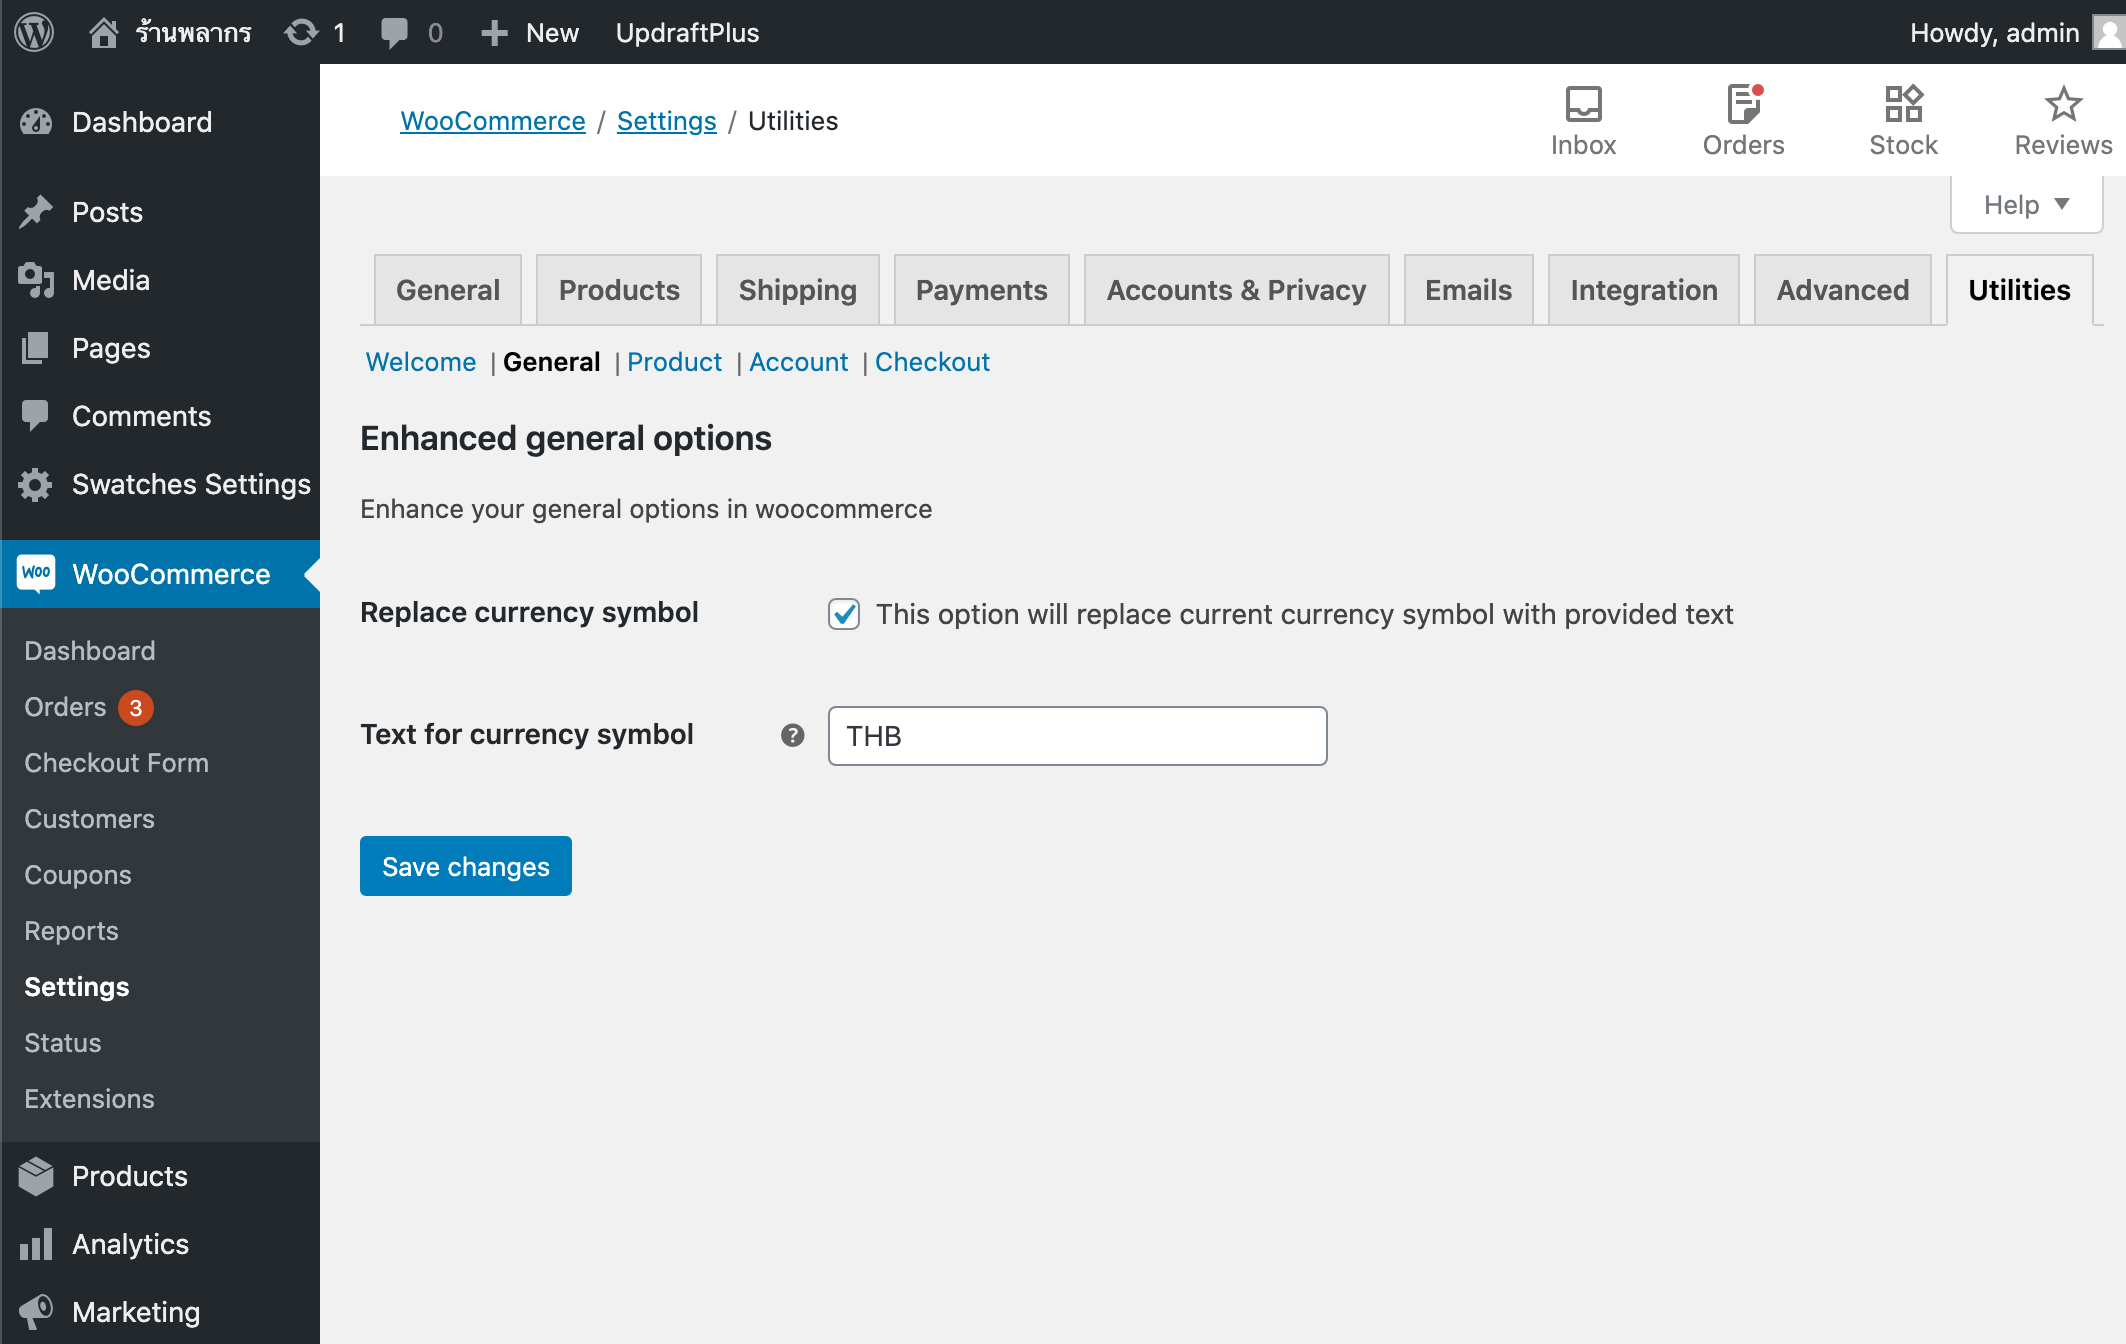 ร้านพลากร 1 0 New UpdraftPlus Howdy, admin
Dashboard
Posts
Media
Pages
Comments
Swatches Settings
Woo WooCommerce
Dashboard
Orders 3
Checkout Form
Customers
Coupons
Reports
Settings
Status
Extensions
Products
Analytics
Marketing
WooCommerce / Settings / Utilities
Inbox Orders Stock Reviews
Help
General Products Shipping Payments Accounts & Privacy Emails Integration Advanced Utilities
Welcome | General | Product | Account | Checkout
Enhanced general options
Enhance your general options in woocommerce
Replace currency symbol This option will replace current currency symbol with provided text
Text for currency symbol ? THB
Save changes